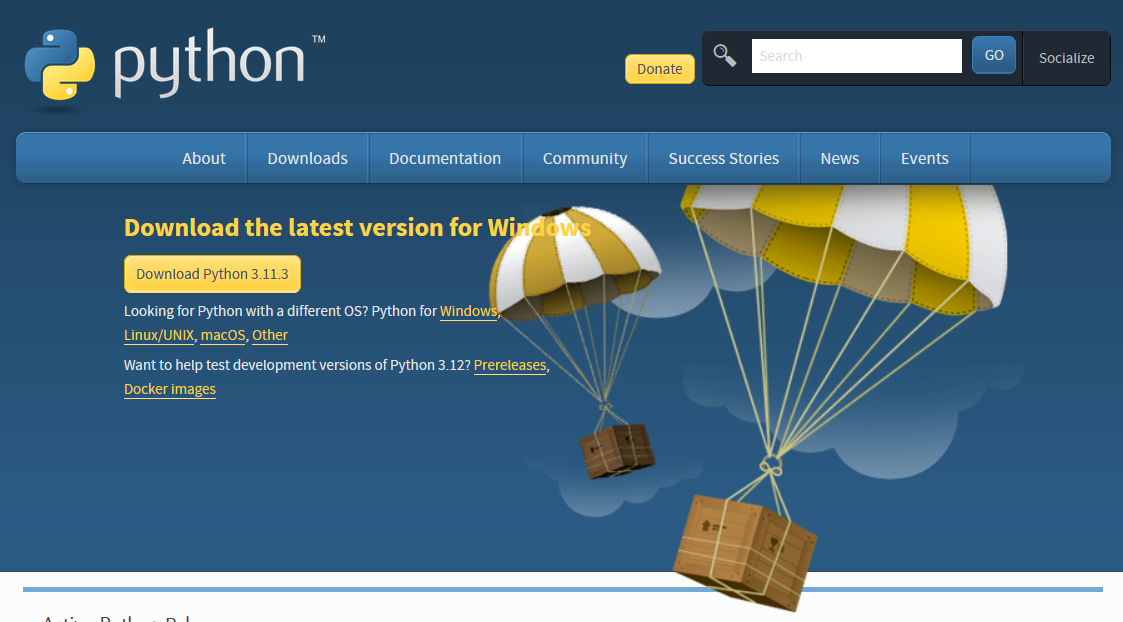 python™
Donate
Search
GO
Socialize
About
Downloads
Documentation
Community
Success Stories
News
Events
Download the latest version for Windows
Download Python 3.11.3
Looking for Python with a different OS? Python for Windows,
Linux/UNIX, macOS, Other
Want to help test development versions of Python 3.12? Prereleases,
Docker images
Active Python